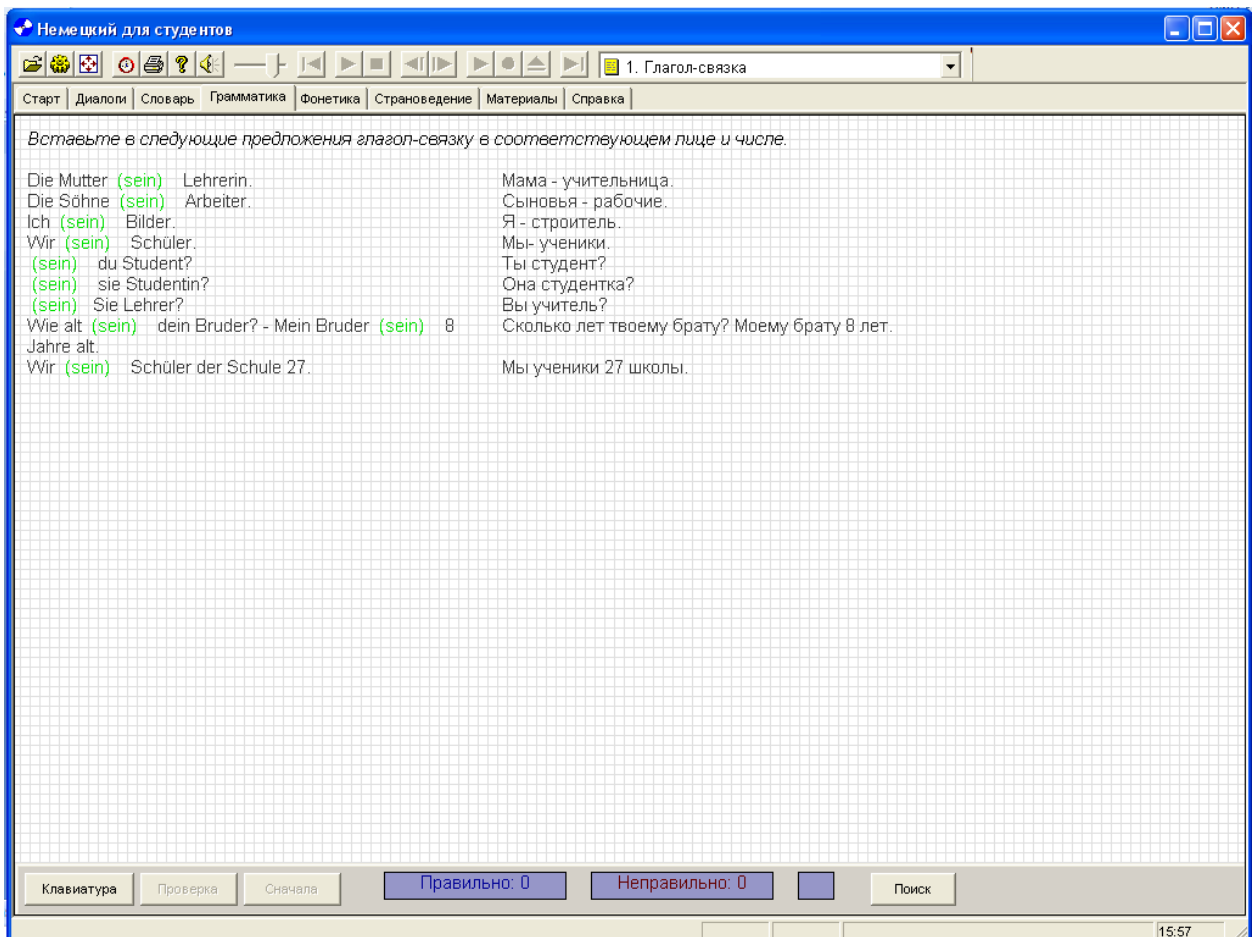 Немецкий для студентов
1. Глагол-связка
Старт Диалоги Словарь Грамматика Фонетика Страноведение Материалы Справка
Вставьте в следующие предложения глагол-связку в соответствующем лице и числе.
Die Mutter (sein) Lehrerin. Мама - учительница.
Die Söhne (sein) Arbeiter. Сыновья - рабочие.
Ich (sein) Bilder. Я - строитель.
Wir (sein) Schüler. Мы- ученики.
(sein) du Student? Ты студент?
(sein) sie Studentin? Она студентка?
(sein) Sie Lehrer? Вы учитель?
Wie alt (sein) dein Bruder? - Mein Bruder (sein) 8 Сколько лет твоему брату? Моему брату 8 лет.
Jahre alt.
Wir (sein) Schüler der Schule 27. Мы ученики 27 школы.
Клавиатура Проверка Сначала Правильно: 0 Неправильно: 0 Поиск
15:57